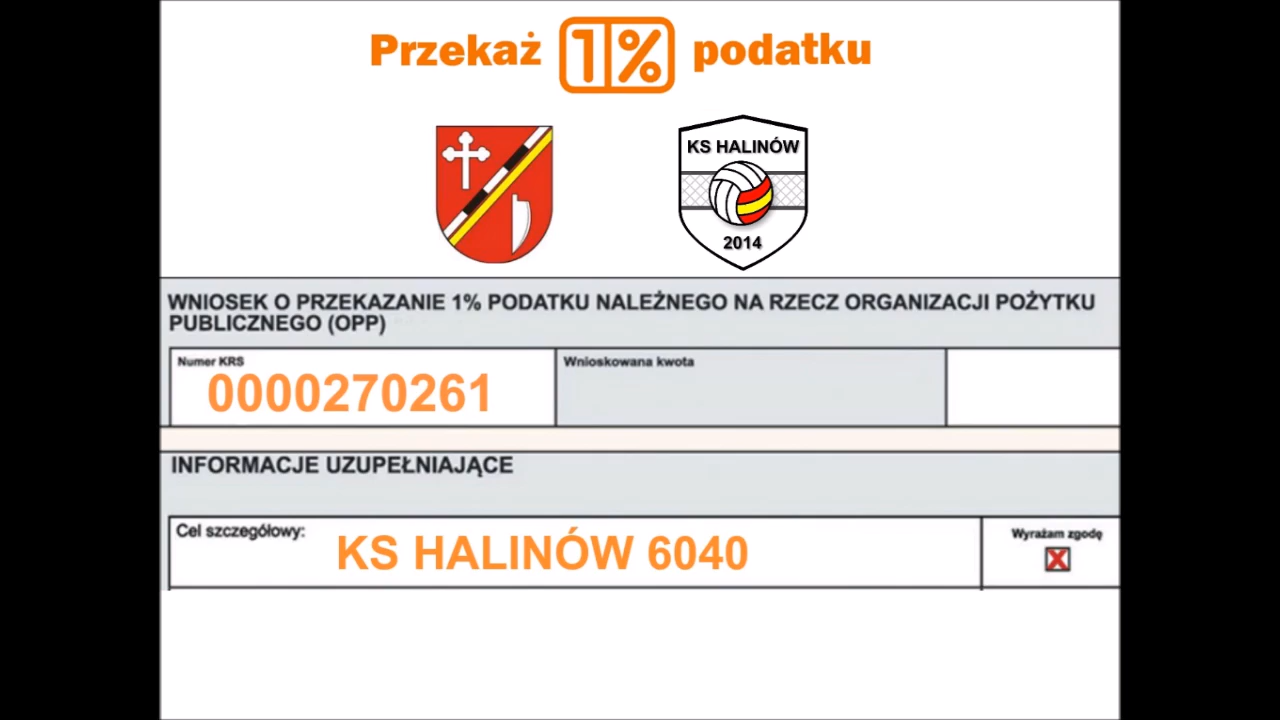 Przekaż 1% podatku
KS HALINÓW
2014
WNIOSEK O PRZEKAZANIE 1% PODATKU NALEŻNEGO NA RZECZ ORGANIZACJI POŻYTKU
PUBLICZNEGO (OPP)
Numer KRS
0000270261
Wnioskowana kwota
INFORMACJE UZUPEŁNIAJĄCE
Cel szczegółowy:
KS HALINÓW 6040
Wyrażam zgodę
X